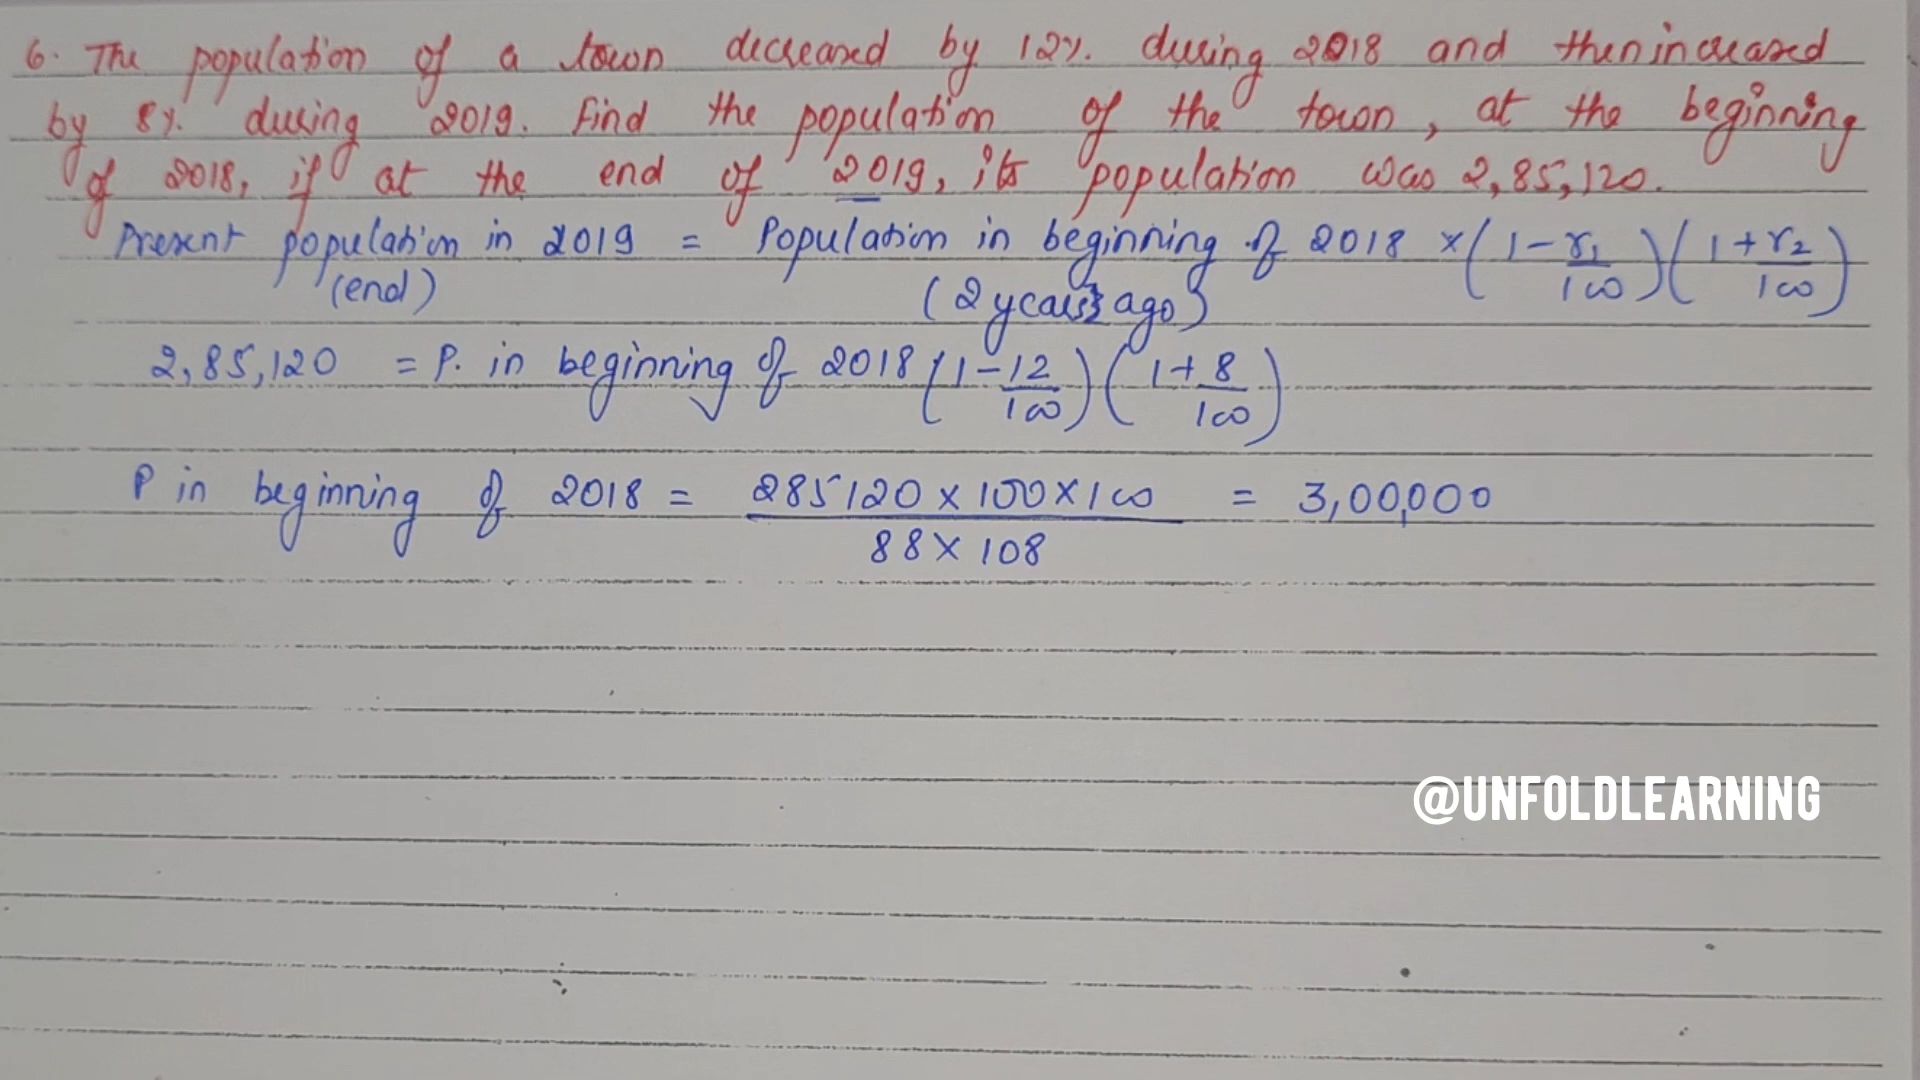 6. The population of a town decreased by 12%. during 2018 and then increased
by 8%. during 2019. Find the population of the town, at the beginning
of 2018, if at the end of 2019, its population was 2,85,120.
Present population in 2019 = Population in beginning of 2018 × (1 - r1/100)(1 + r2/100)
(end) (2 years ago)
2,85,120 = P. in beginning of 2018 (1 - 12/100)(1 + 8/100)
P in beginning of 2018 = 285120 × 100 × 100 / 88 × 108 = 3,00,000
@UNFOLDLEARNING